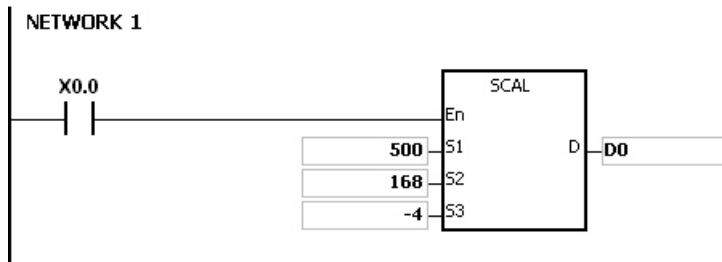 NETWORK 1
X0.0
SCAL
En
500 S1 D D0
168 S2
-4 S3